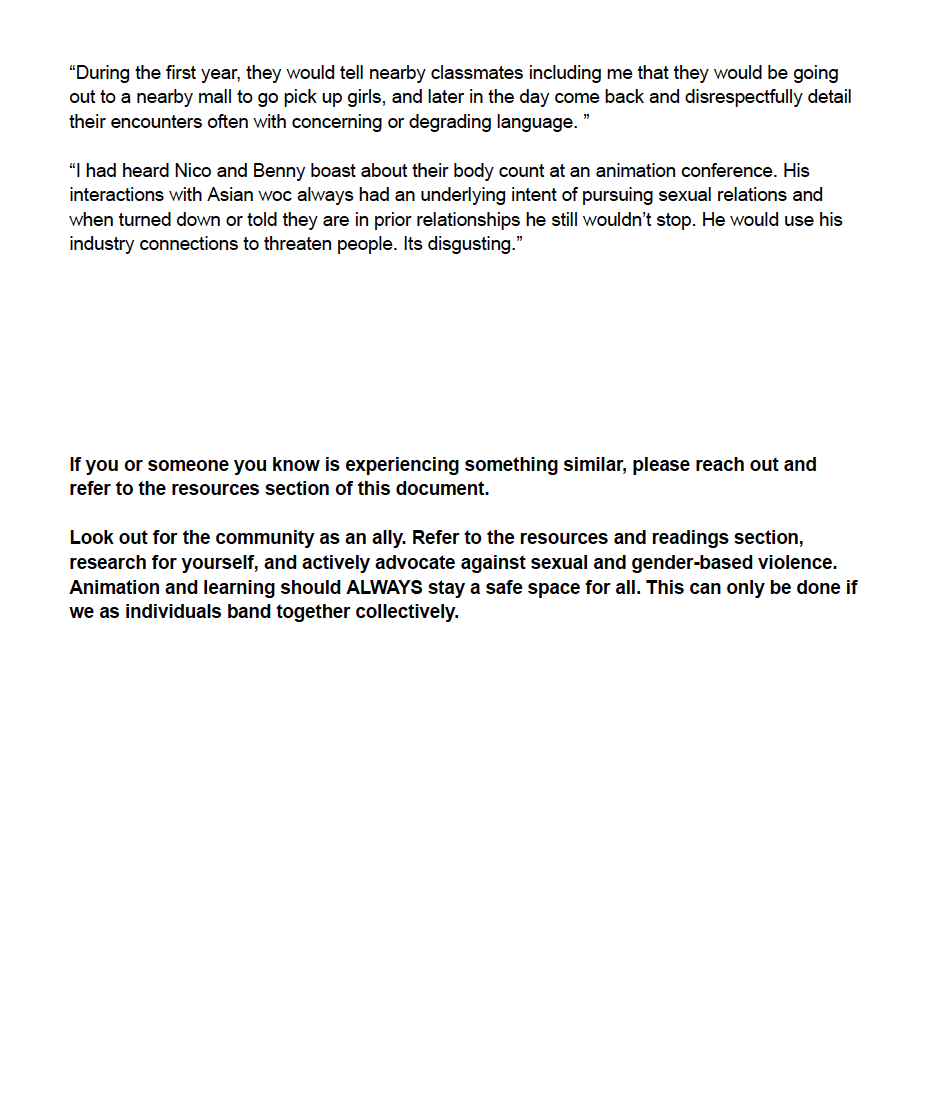 “During the first year, they would tell nearby classmates including me that they would be going
out to a nearby mall to go pick up girls, and later in the day come back and disrespectfully detail
their encounters often with concerning or degrading language. ”
“I had heard Nico and Benny boast about their body count at an animation conference. His
interactions with Asian woc always had an underlying intent of pursuing sexual relations and
when turned down or told they are in prior relationships he still wouldn’t stop. He would use his
industry connections to threaten people. Its disgusting.”
If you or someone you know is experiencing something similar, please reach out and
refer to the resources section of this document.
Look out for the community as an ally. Refer to the resources and readings section,
research for yourself, and actively advocate against sexual and gender-based violence.
Animation and learning should ALWAYS stay a safe space for all. This can only be done if
we as individuals band together collectively.